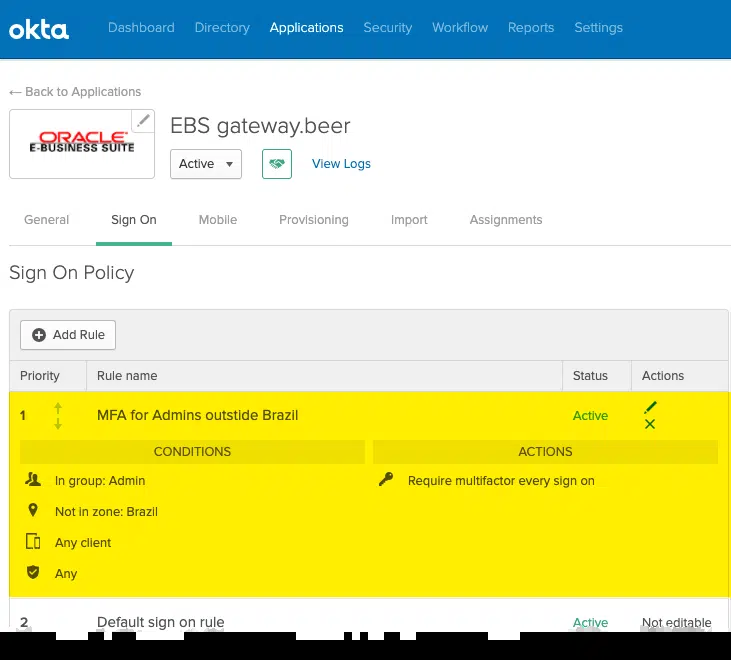 okta Dashboard Directory Applications Security Workflow Reports Settings
← Back to Applications
ORACLE
E-BUSINESS SUITE
EBS gateway.beer
Active View Logs
General Sign On Mobile Provisioning Import Assignments
Sign On Policy
Add Rule
Priority Rule name Status Actions
1 MFA for Admins outstide Brazil Active
CONDITIONS ACTIONS
In group: Admin Require multifactor every sign on
Not in zone: Brazil
Any client
Any
2 Default sign on rule Active Not editable